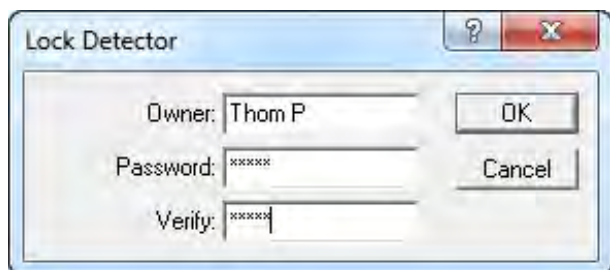 Lock Detector
Owner: Thom P
OK
Password: *****
Cancel
Verify: *****